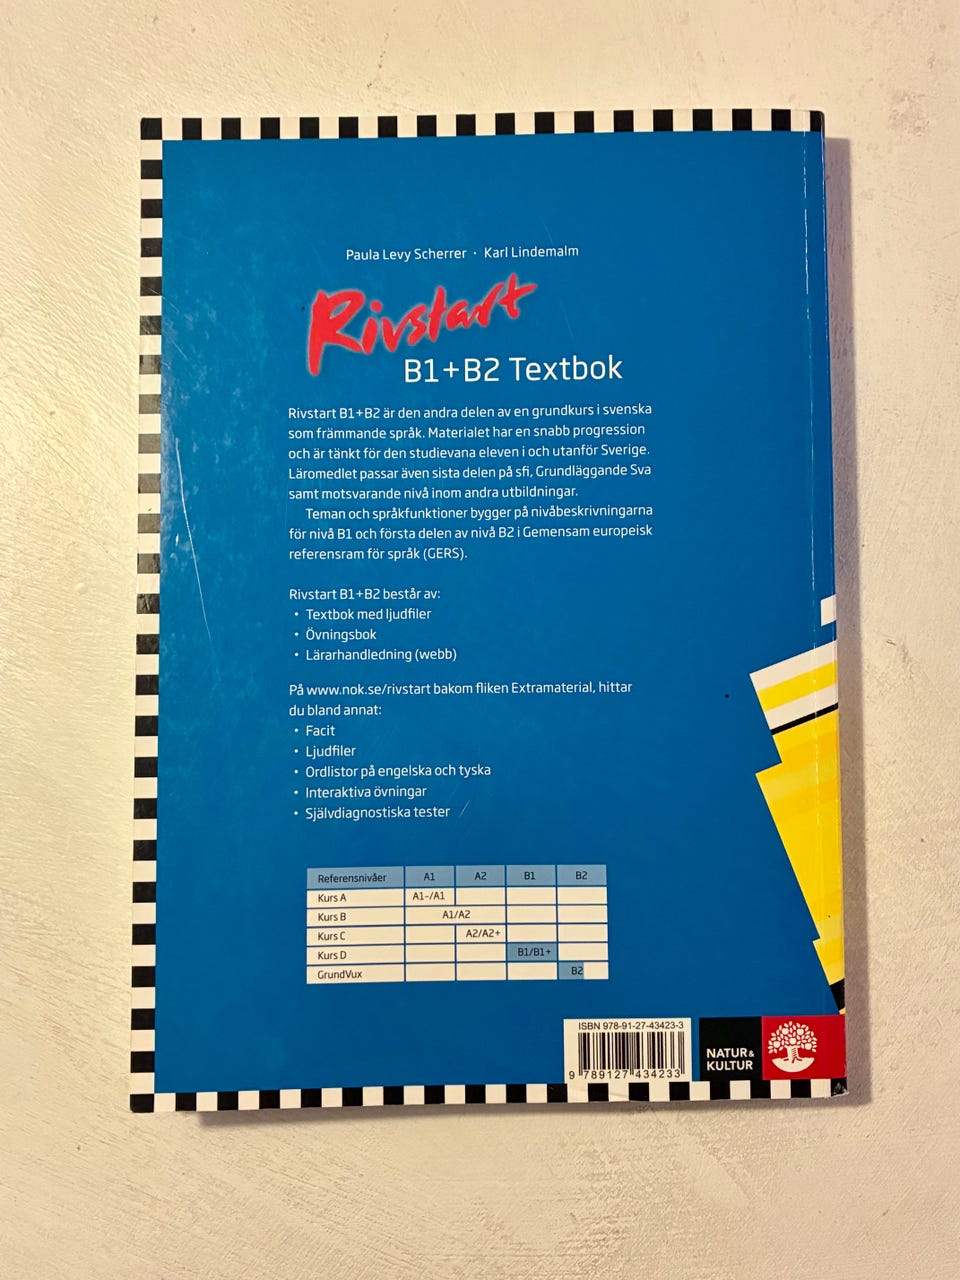 Paula Levy Scherrer · Karl Lindemalm
Rivstart
B1+B2 Textbok
Rivstart B1+B2 är den andra delen av en grundkurs i svenska
som främmande språk. Materialet har en snabb progression
och är tänkt för den studievana eleven i och utanför Sverige.
Läromedlet passar även sista delen på sfi, Grundläggande Sva
samt motsvarande nivå inom andra utbildningar.
Teman och språkfunktioner bygger på nivåbeskrivningarna
för nivå B1 och första delen av nivå B2 i Gemensam europeisk
referensram för språk (GERS).
Rivstart B1+B2 består av:
• Textbok med ljudfiler
• Övningsbok
• Lärarhandledning (webb)
På www.nok.se/rivstart bakom fliken Extramaterial, hittar
du bland annat:
• Facit
• Ljudfiler
• Ordlistor på engelska och tyska
• Interaktiva övningar
• Självdiagnostiska tester
Referensnivåer A1 A2 B1 B2
Kurs A A1-/A1
Kurs B A1/A2
Kurs C A2/A2+
Kurs D B1/B1+
GrundVux B2
ISBN 978-91-27-43423-3
9 789127 434233
NATUR &
KULTUR